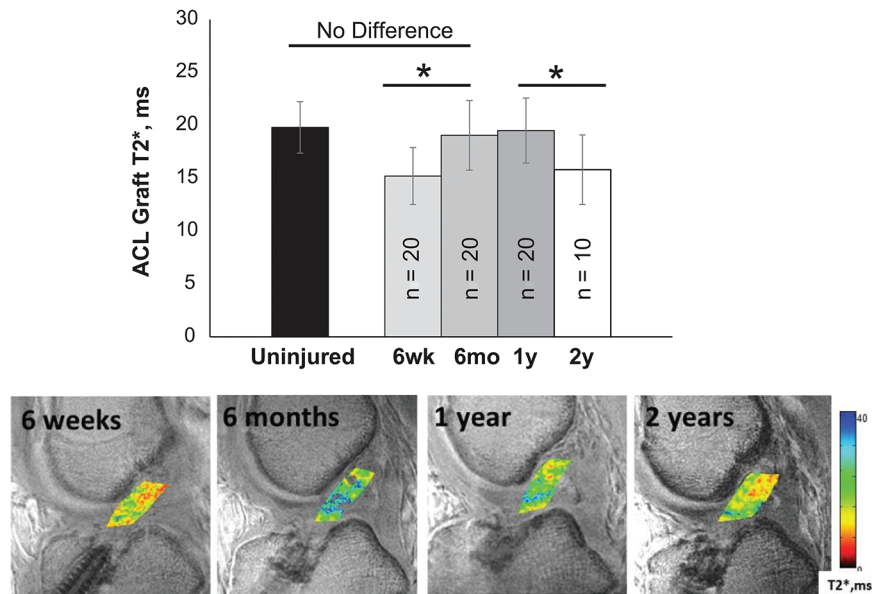 30
No Difference
25
*
*
20
15
10
5
0
ACL Graft T2*, ms
n = 20
n = 20
n = 20
n = 10
Uninjured
6wk
6mo
1y
2y
6 weeks
6 months
1 year
2 years
40
0
T2*,ms